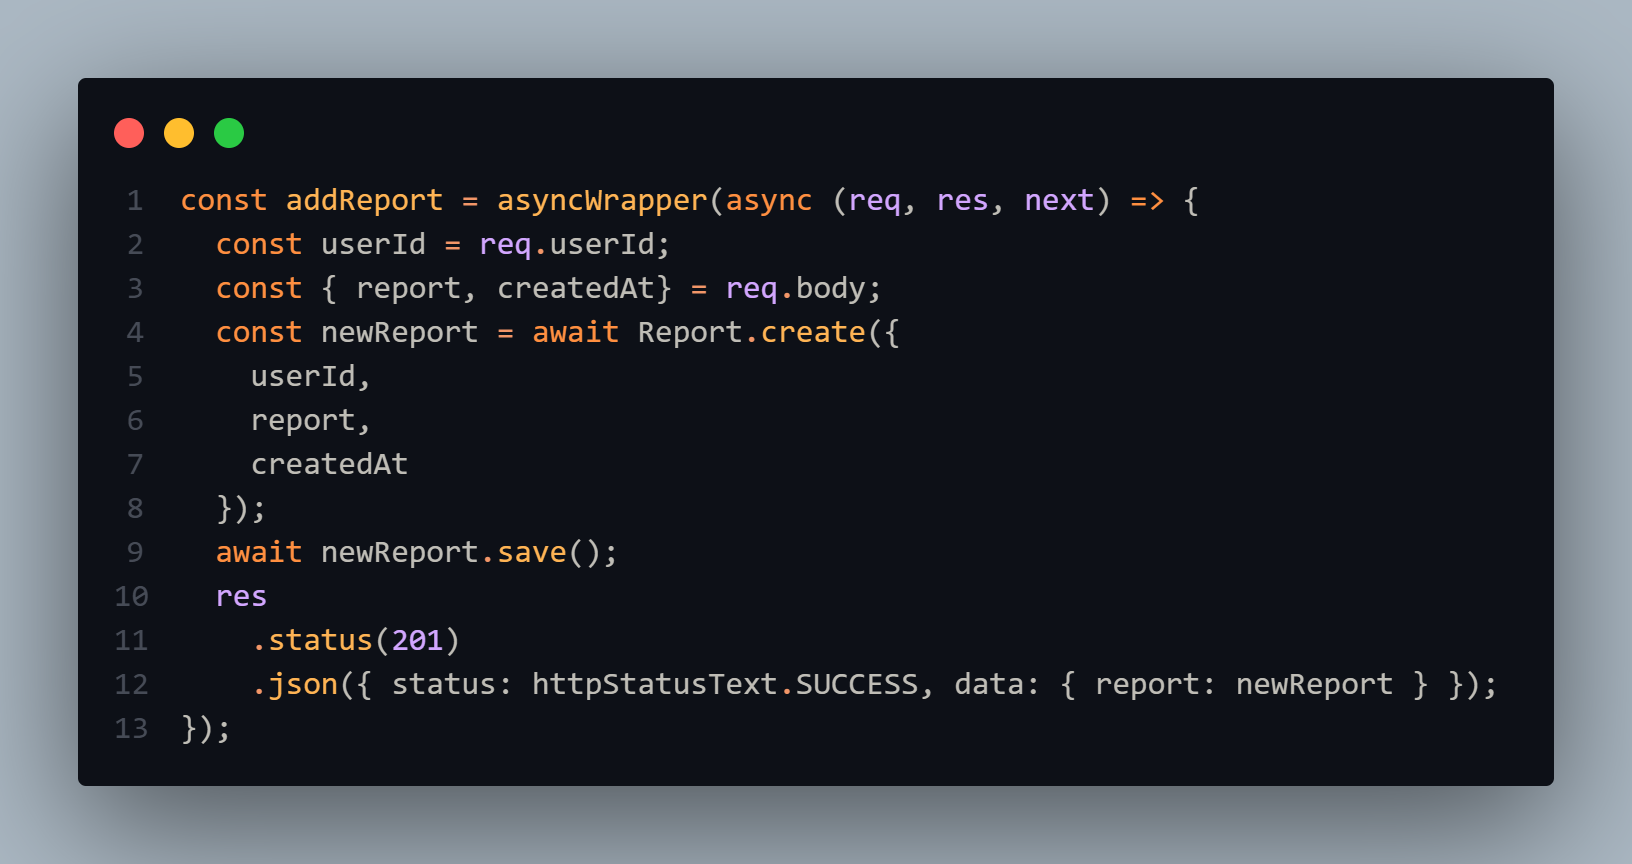 1 const addReport = asyncWrapper(async (req, res, next) => {
2   const userId = req.userId;
3   const { report, createdAt} = req.body;
4   const newReport = await Report.create({
5     userId,
6     report,
7     createdAt
8   });
9   await newReport.save();
10   res
11     .status(201)
12     .json({ status: httpStatusText.SUCCESS, data: { report: newReport } });
13 });